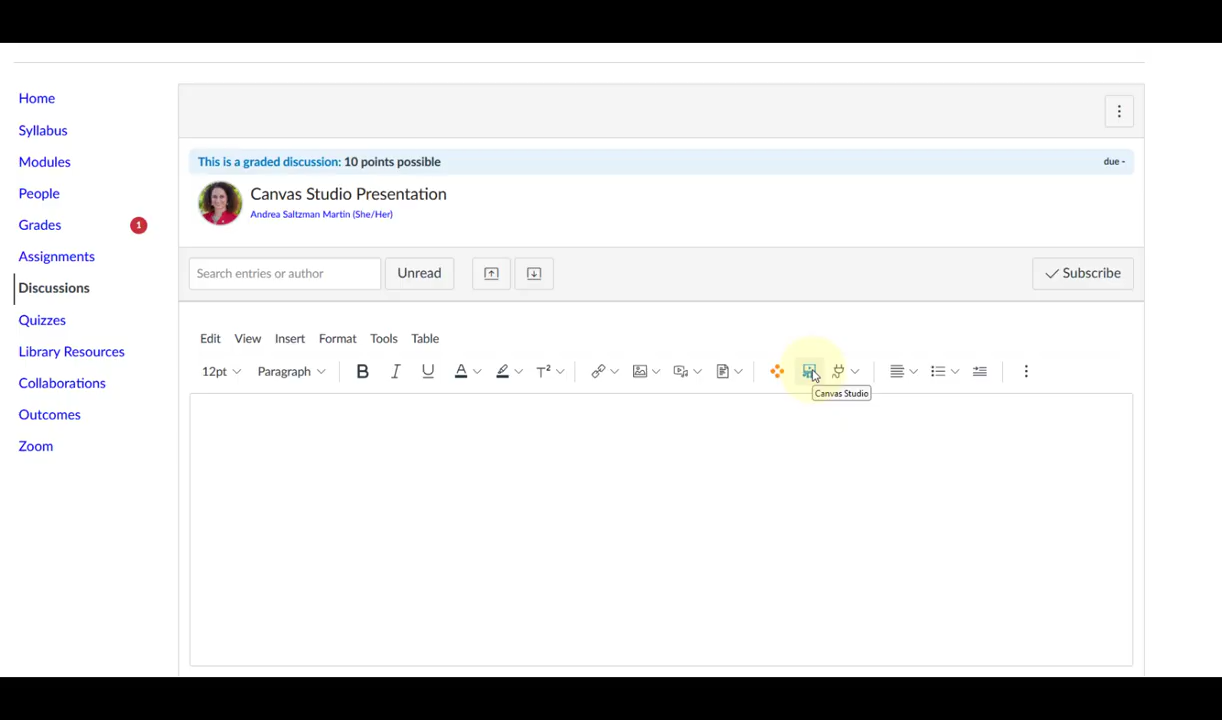 Home
Syllabus
Modules
People
Grades 1
Assignments
Discussions
Quizzes
Library Resources
Collaborations
Outcomes
Zoom
This is a graded discussion: 10 points possible due -
Canvas Studio Presentation
Andrea Saltzman Martin (She/Her)
Search entries or author Unread Subscribe
Edit View Insert Format Tools Table
12pt Paragraph B I U A T²
Canvas Studio